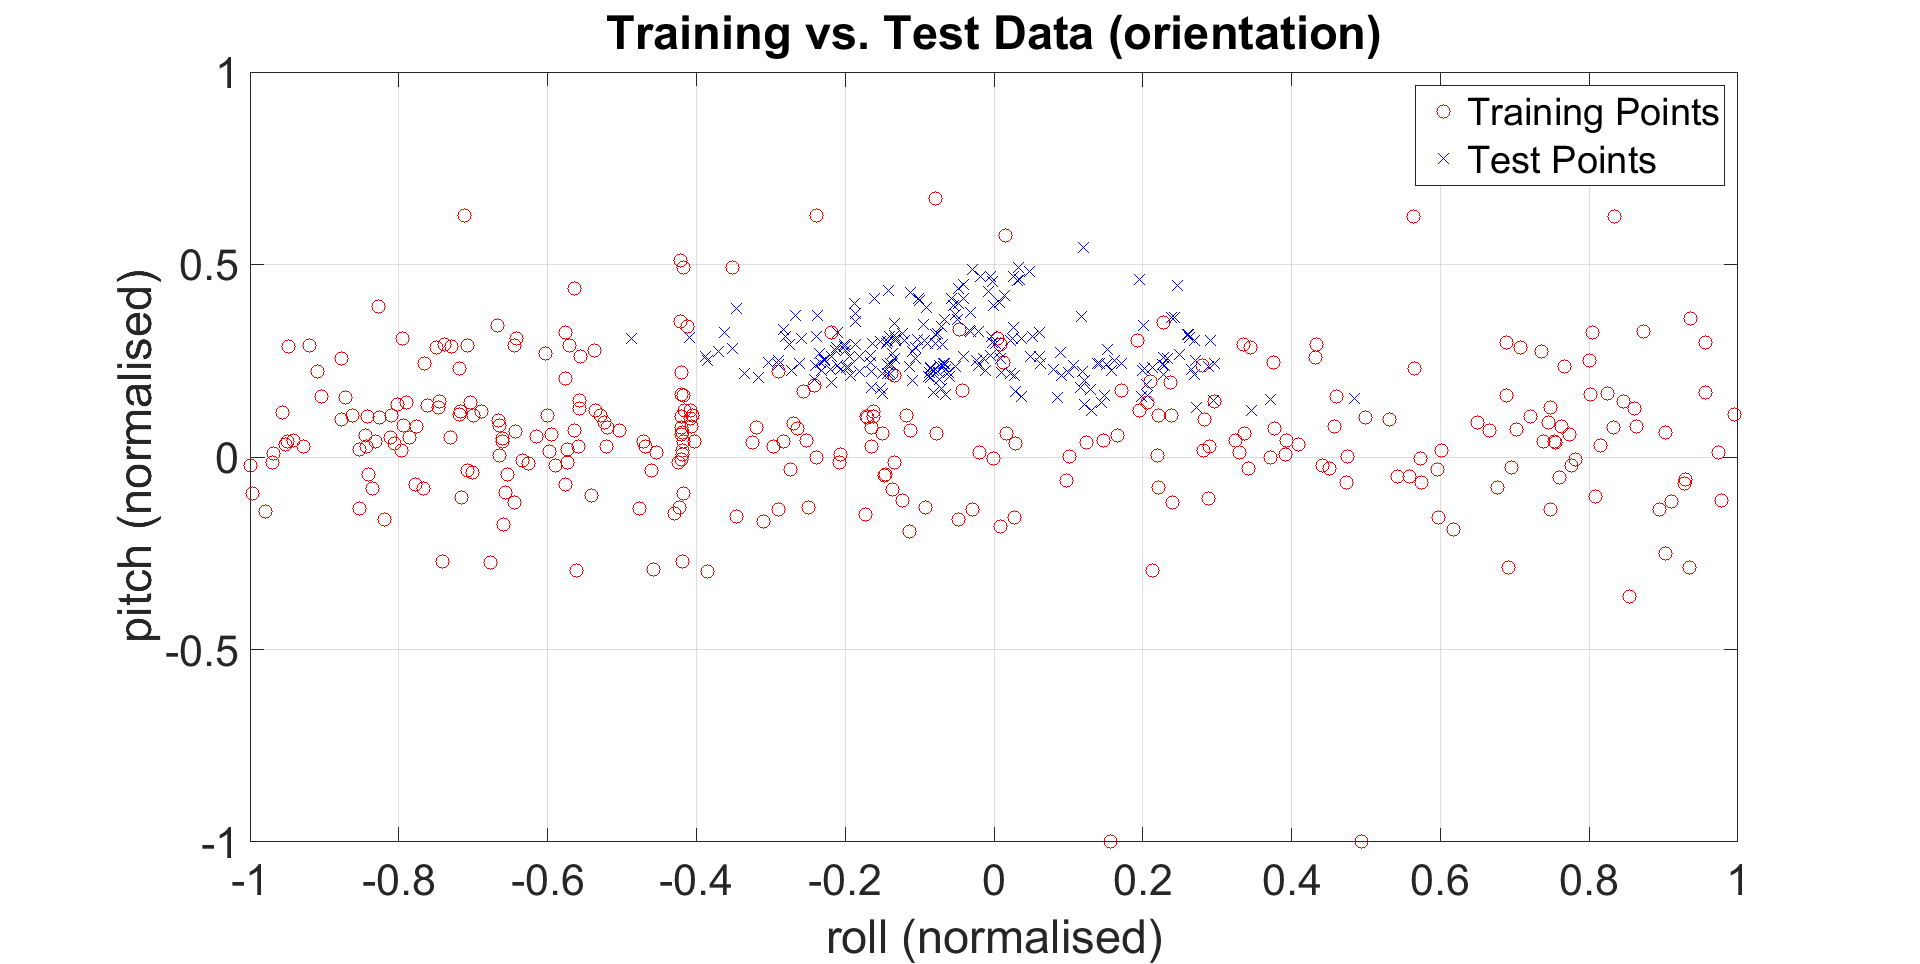 Training vs. Test Data (orientation)
Training Points
Test Points
1
0.5
0
-0.5
-1
pitch (normalised)
-1 -0.8 -0.6 -0.4 -0.2 0 0.2 0.4 0.6 0.8 1
roll (normalised)